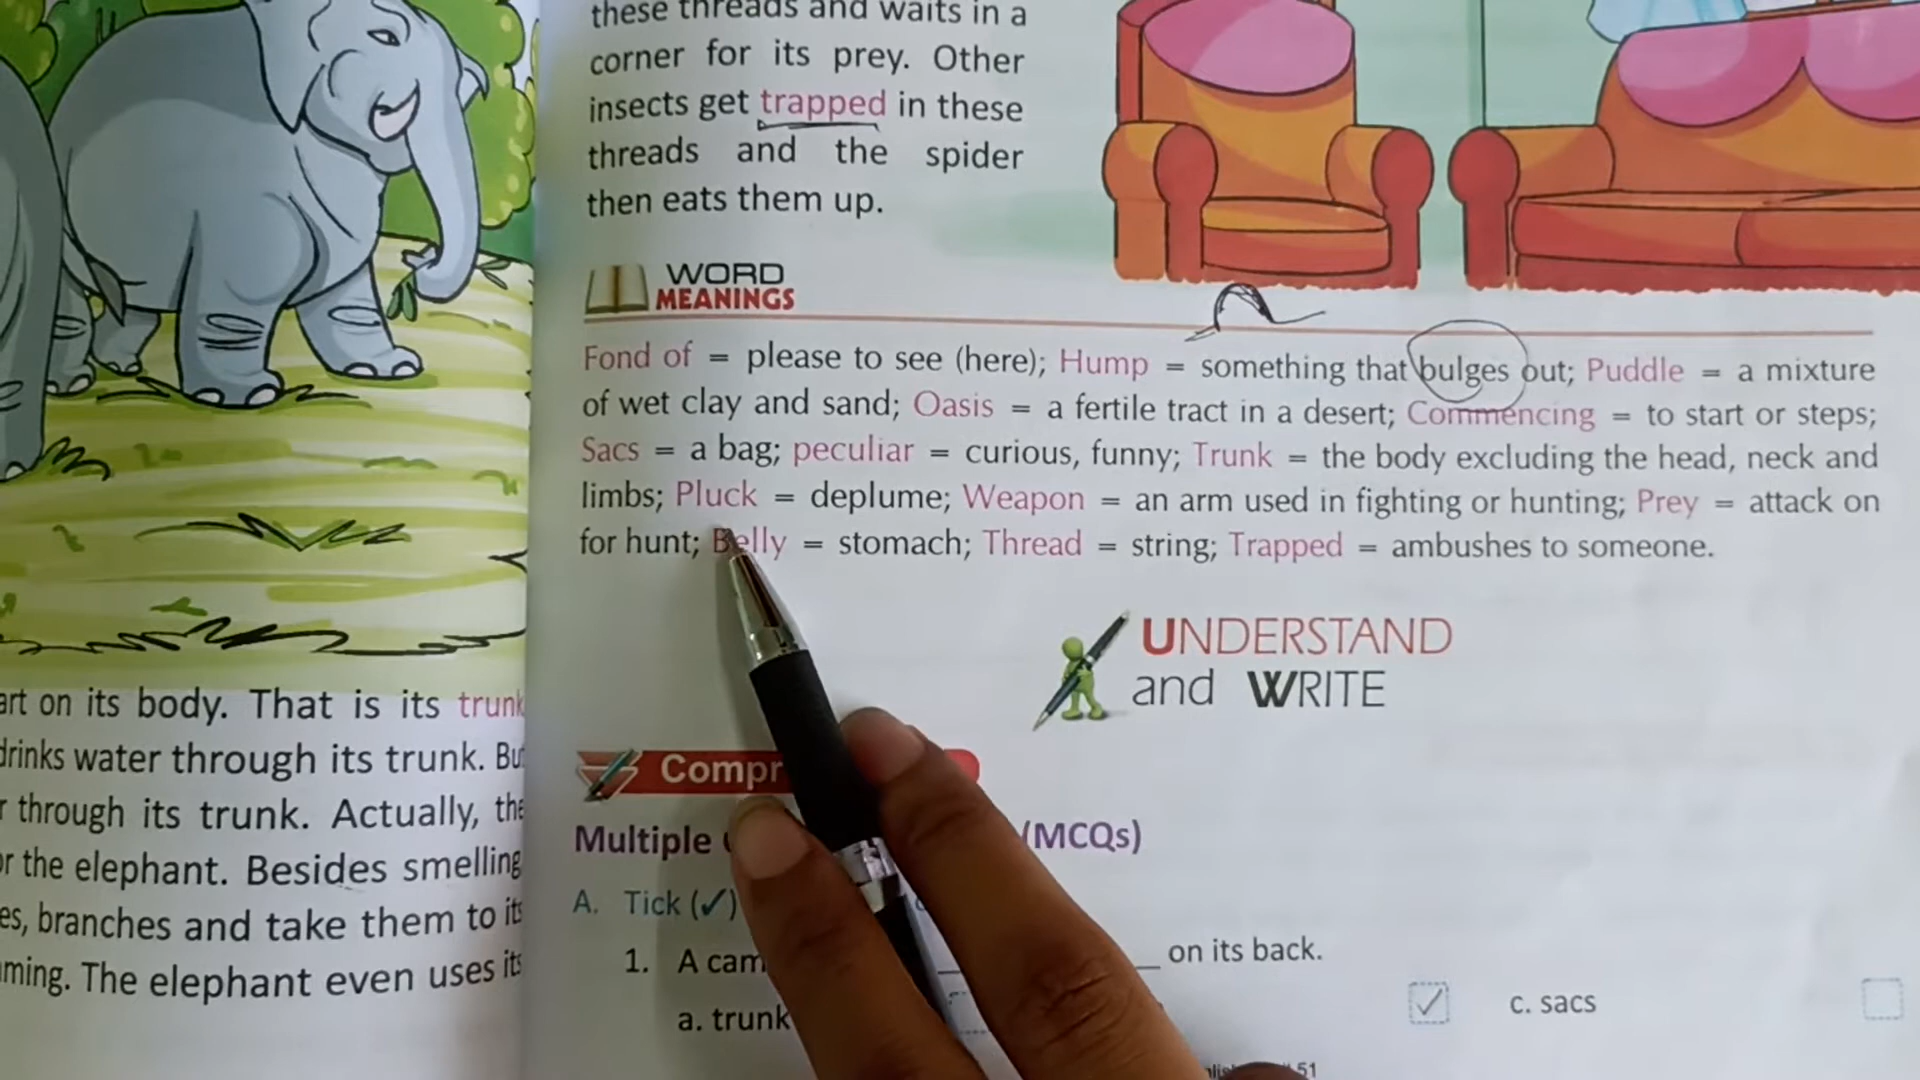 art on its body. That is its trunk
drinks water through its trunk. But
r through its trunk. Actually, the
or the elephant. Besides smelling
es, branches and take them to its
ming. The elephant even uses its
these threads and waits in a
corner for its prey. Other
insects get trapped in these
threads and the spider
then eats them up.
WORD
MEANINGS
Fond of = please to see (here); Hump = something that bulges out; Puddle = a mixture
of wet clay and sand; Oasis = a fertile tract in a desert; Commencing = to start or steps;
Sacs = a bag; peculiar = curious, funny; Trunk = the body excluding the head, neck and
limbs; Pluck = deplume; Weapon = an arm used in fighting or hunting; Prey = attack on
for hunt; Belly = stomach; Thread = string; Trapped = ambushes to someone.
UNDERSTAND
and WRITE
Compr
Multiple (MCQs)
A. Tick (✓)
1. A cam on its back.
a. trunk c. sacs
51